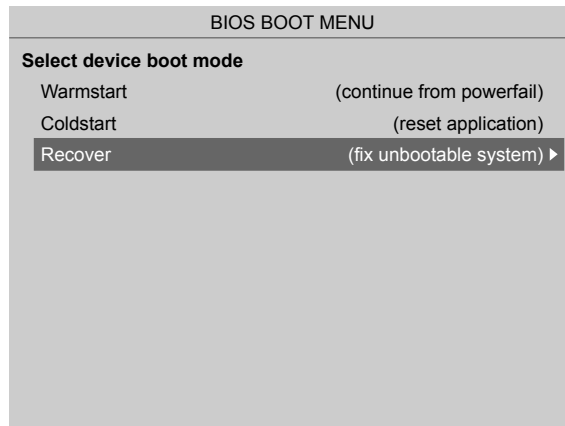 BIOS BOOT MENU
Select device boot mode
Warmstart (continue from powerfail)
Coldstart (reset application)
Recover (fix unbootable system)